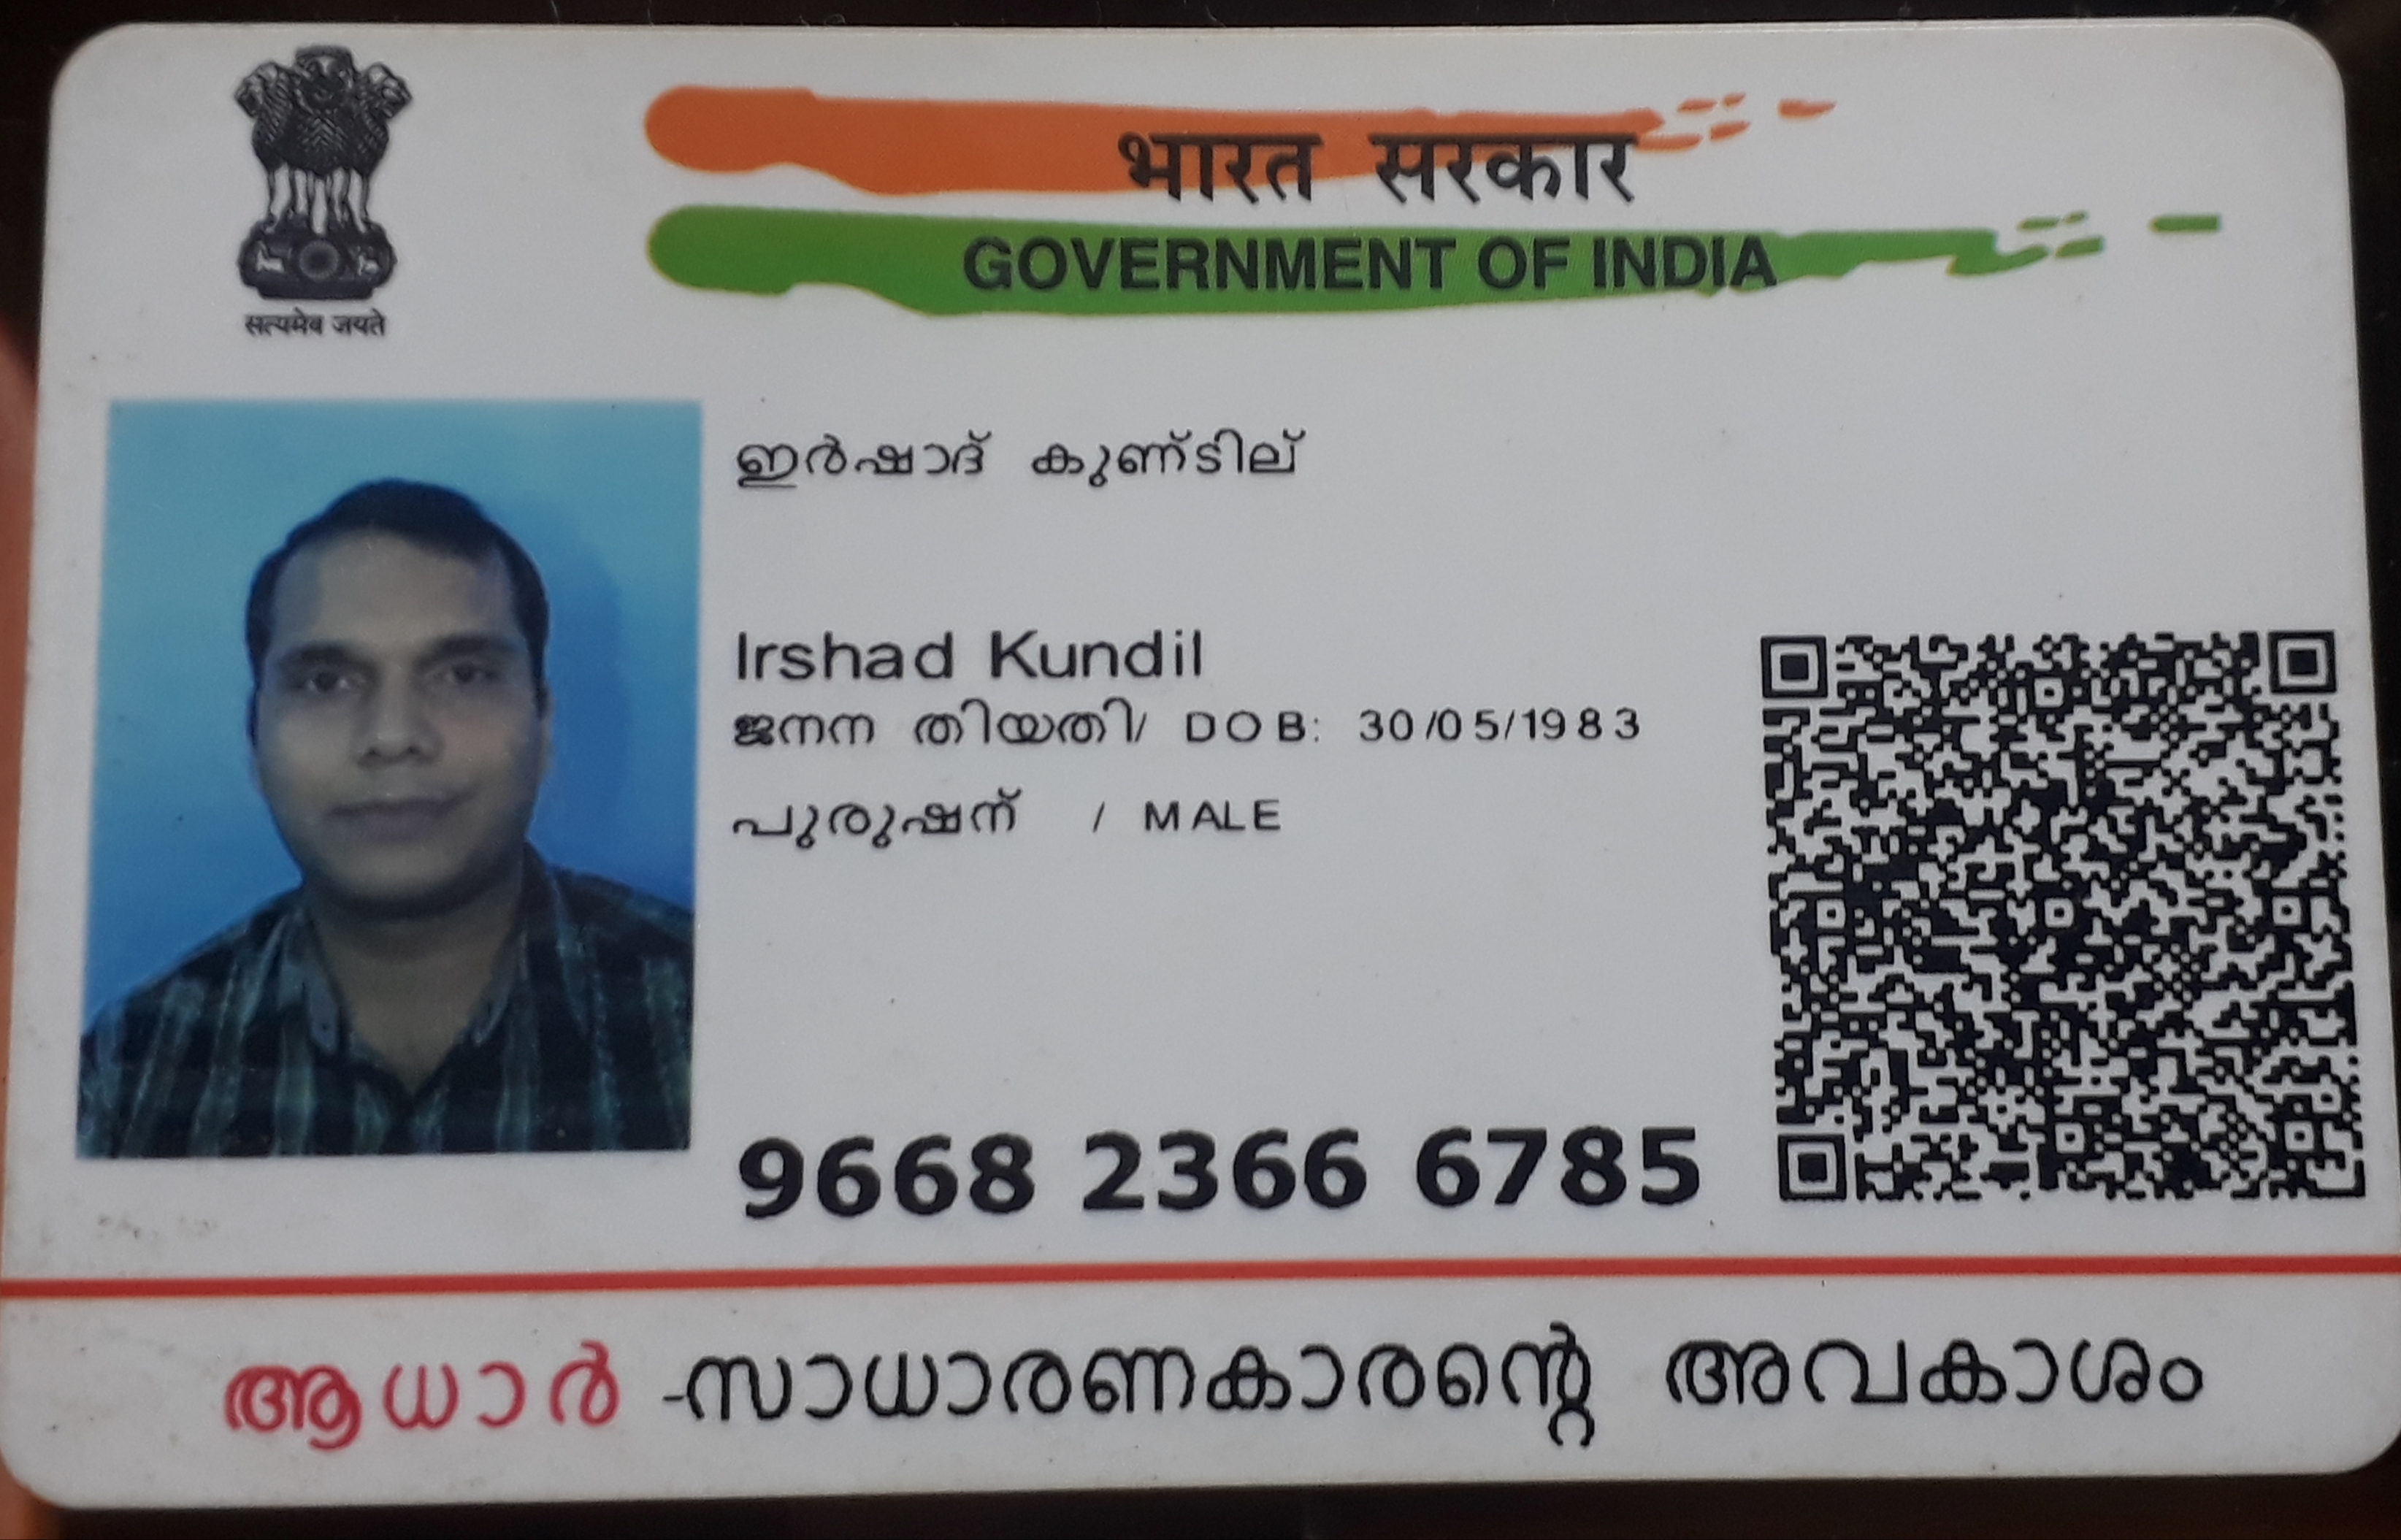 भारत सरकार
GOVERNMENT OF INDIA
सत्यमेव जयते
ഇർഷാദ് കുണ്ടില്
Irshad Kundil
ജനന തിയതി/ DOB: 30/05/1983
പുരുഷന് / MALE
9668 2366 6785
ആധാർ -സാധാരണകാരന്റെ അവകാശം